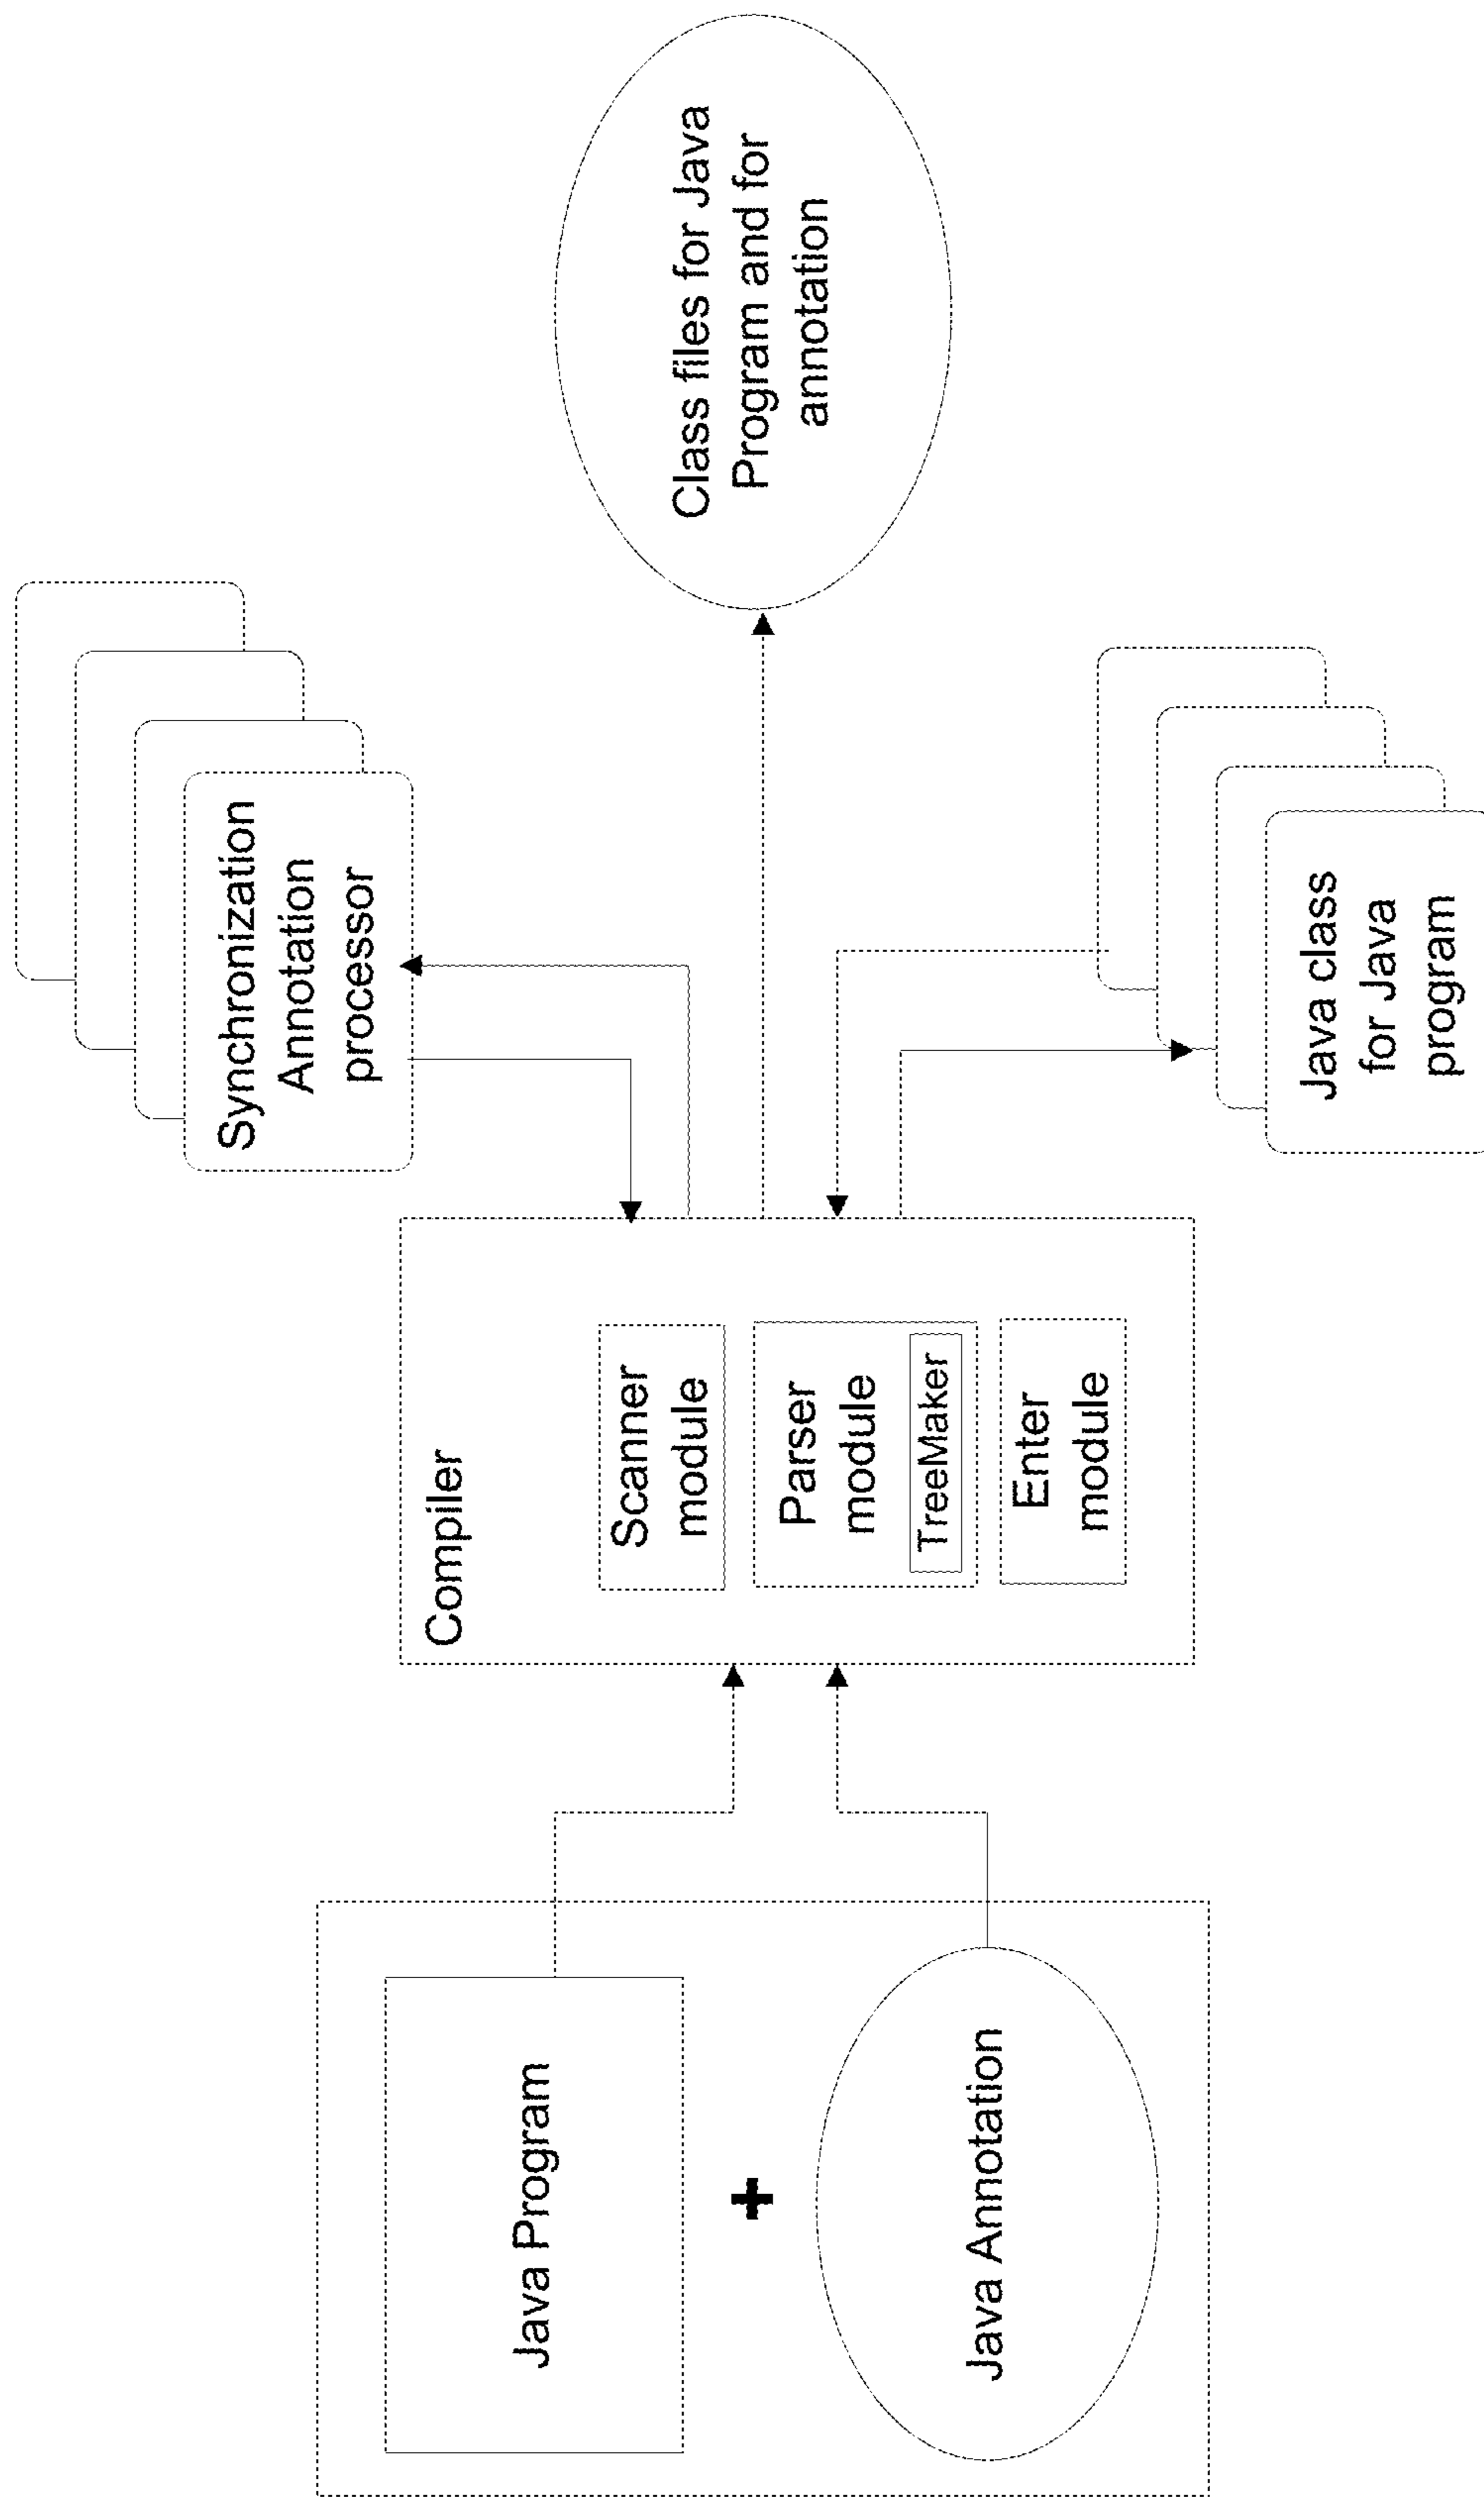 Java Program
+
Java Annotation
Compiler
Scanner
module
Parser
module
TreeMaker
Enter
module
Synchronization
Annotation
processor
Java class
for Java
program
Class files for Java
Program and for
annotation